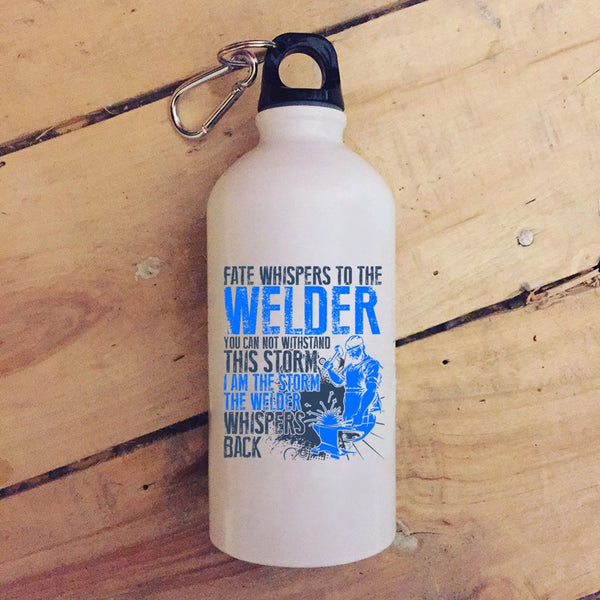 FATE WHISPERS TO THE
WELDER
YOU CAN NOT WITHSTAND
THIS STORM
I AM THE STORM
THE WELDER
WHISPERS
BACK